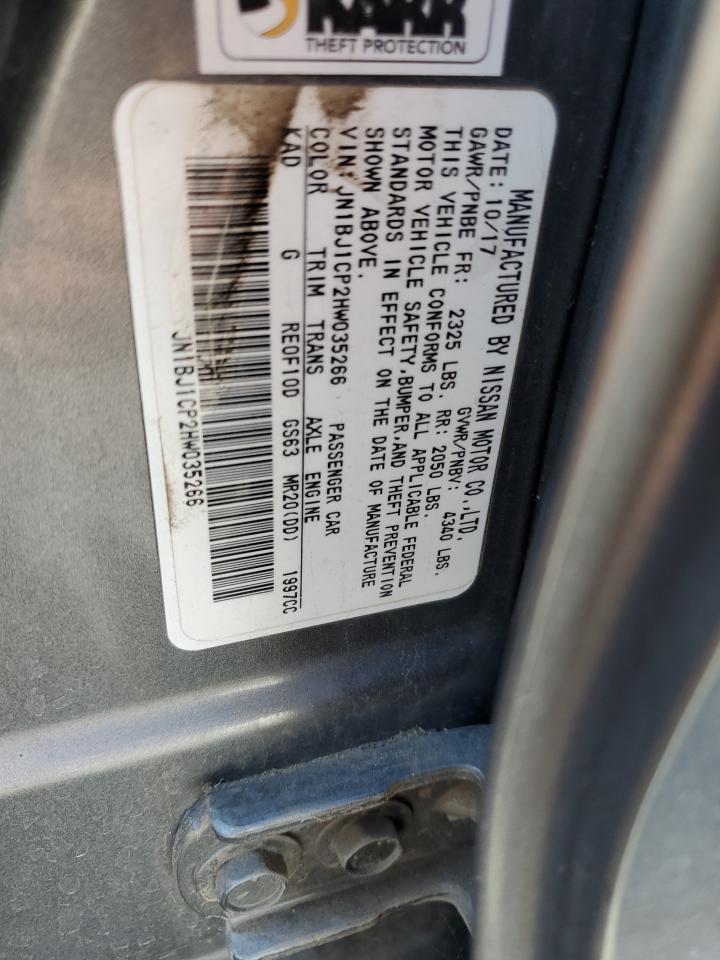 KARR
THEFT PROTECTION
MANUFACTURED BY NISSAN MOTOR CO.,LTD.
DATE: 10/17 GVWR/PNBV: 4340 LBS.
GAWR/PNBE FR: 2325 LBS. RR: 2050 LBS.
THIS VEHICLE CONFORMS TO ALL APPLICABLE FEDERAL
MOTOR VEHICLE SAFETY,BUMPER,AND THEFT PREVENTION
STANDARDS IN EFFECT ON THE DATE OF MANUFACTURE
SHOWN ABOVE.
VIN: JN1BJ1CP2HW035266 PASSENGER CAR
COLOR TRIM TRANS AXLE ENGINE
KAD G RE0F10D GS63 MR20(DD) 1997CC
JN1BJ1CP2HW035266